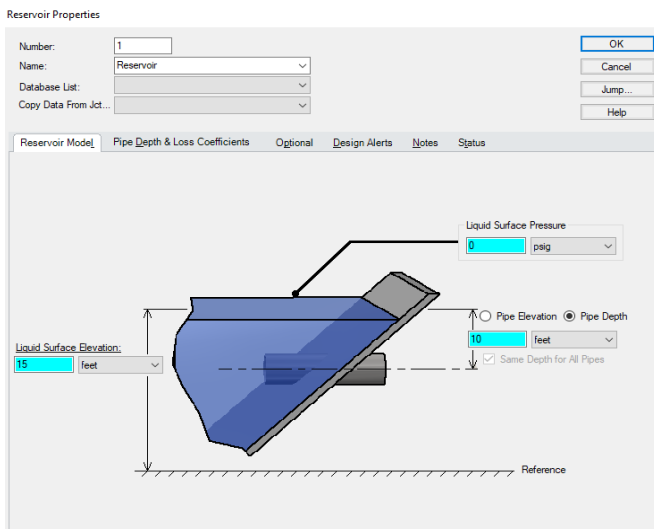 Reservoir Properties
Number: 1 OK
Name: Reservoir Cancel
Database List: Jump...
Copy Data From Jct... Help
Reservoir Model Pipe Depth & Loss Coefficients Optional Design Alerts Notes Status
Liquid Surface Pressure
0 psig
Pipe Elevation Pipe Depth
10 feet
Same Depth for All Pipes
Liquid Surface Elevation:
15 feet
Reference